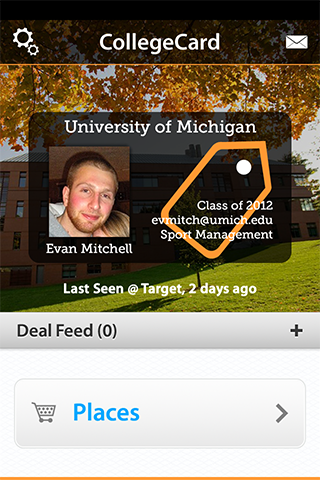 CollegeCard
University of Michigan
Class of 2012
evmitch@umich.edu
Sport Management
Evan Mitchell
Last Seen @ Target, 2 days ago
Deal Feed (0)
Places